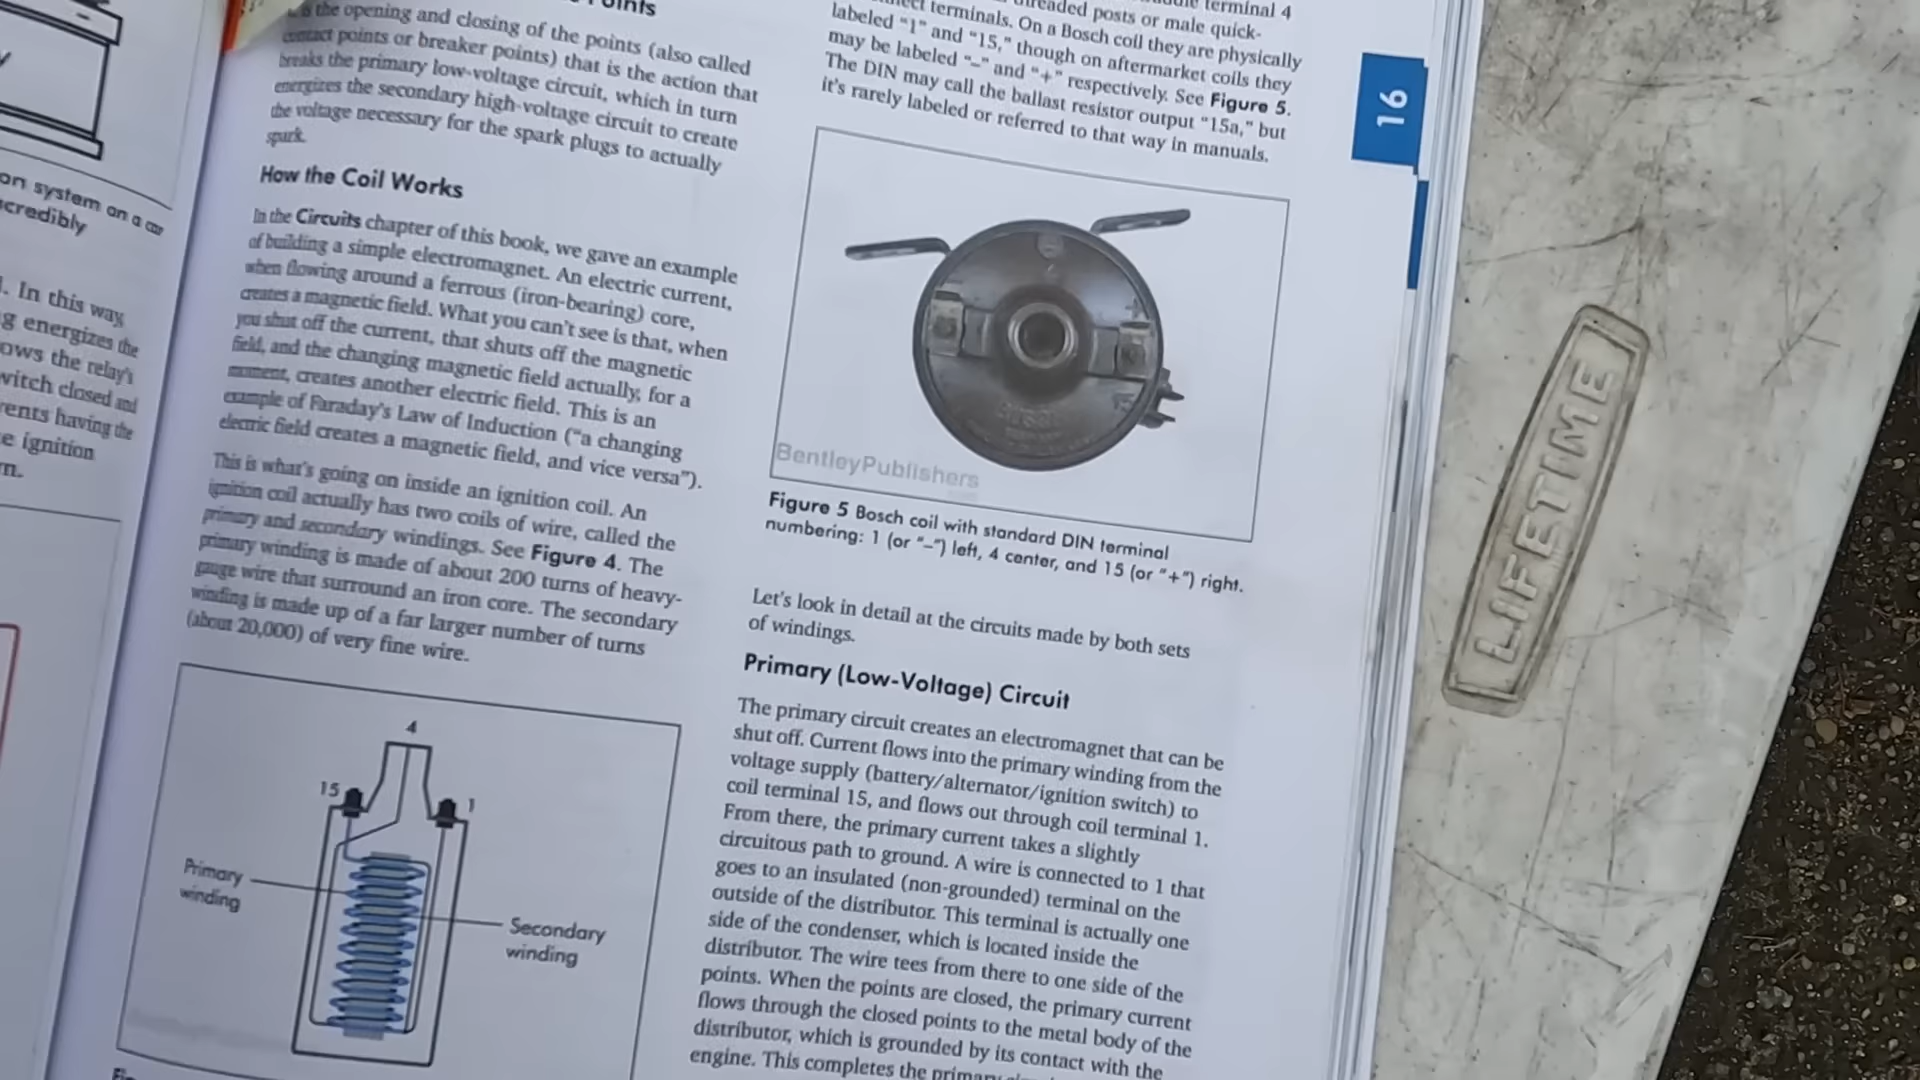 on system on a car
credibly
. In this way,
g energizes the
ows the relay's
witch closed and
rents having the
e ignition
n.
Points
is the opening and closing of the points (also called
contact points or breaker points) that is the action that
breaks the primary low-voltage circuit, which in turn
energizes the secondary high-voltage circuit to create
the voltage necessary for the spark plugs to actually
spark.
How the Coil Works
In the Circuits chapter of this book, we gave an example
of building a simple electromagnet. An electric current,
when flowing around a ferrous (iron-bearing) core,
creates a magnetic field. What you can't see is that, when
you shut off the current, that shuts off the magnetic
field, and the changing magnetic field actually, for a
moment, creates another electric field. This is an
example of Faraday's Law of Induction ("a changing
electric field creates a magnetic field, and vice versa").
This is what's going on inside an ignition coil. An
ignition coil actually has two coils of wire, called the
primary and secondary windings. See Figure 4. The
primary winding is made of about 200 turns of heavy-
gauge wire that surround an iron core. The secondary
winding is made up of a far larger number of turns
(about 20,000) of very fine wire.
4
15
1
Primary
winding
Secondary
winding
terminal 4
threaded posts or male quick-
terminals. On a Bosch coil they are physically
labeled "1" and "15," though on aftermarket coils they
may be labeled "–" and "+" respectively. See Figure 5.
The DIN may call the ballast resistor output "15a," but
it's rarely labeled or referred to that way in manuals.
15
BentleyPublishers
Figure 5 Bosch coil with standard DIN terminal
numbering: 1 (or "–") left, 4 center, and 15 (or "+") right.
Let's look in detail at the circuits made by both sets
of windings.
Primary (Low-Voltage) Circuit
The primary circuit creates an electromagnet that can be
shut off. Current flows into the primary winding from the
voltage supply (battery/alternator/ignition switch) to
coil terminal 15, and flows out through coil terminal 1.
From there, the primary current takes a slightly
circuitous path to ground. A wire is connected to 1 that
goes to an insulated (non-grounded) terminal on the
outside of the distributor. This terminal is actually one
side of the condenser, which is located inside the
distributor. The wire tees from there to one side of the
points. When the points are closed, the primary current
flows through the closed points to the metal body of the
distributor, which is grounded by its contact with the
engine. This completes the primary
16
LIFETIME